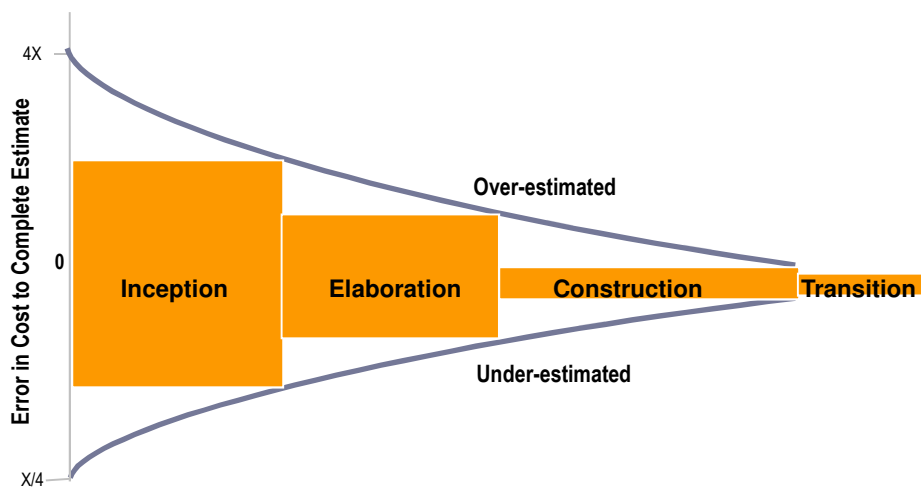 4X
Over-estimated
Error in Cost to Complete Estimate
0
Inception
Elaboration
Construction
Transition
Under-estimated
X/4